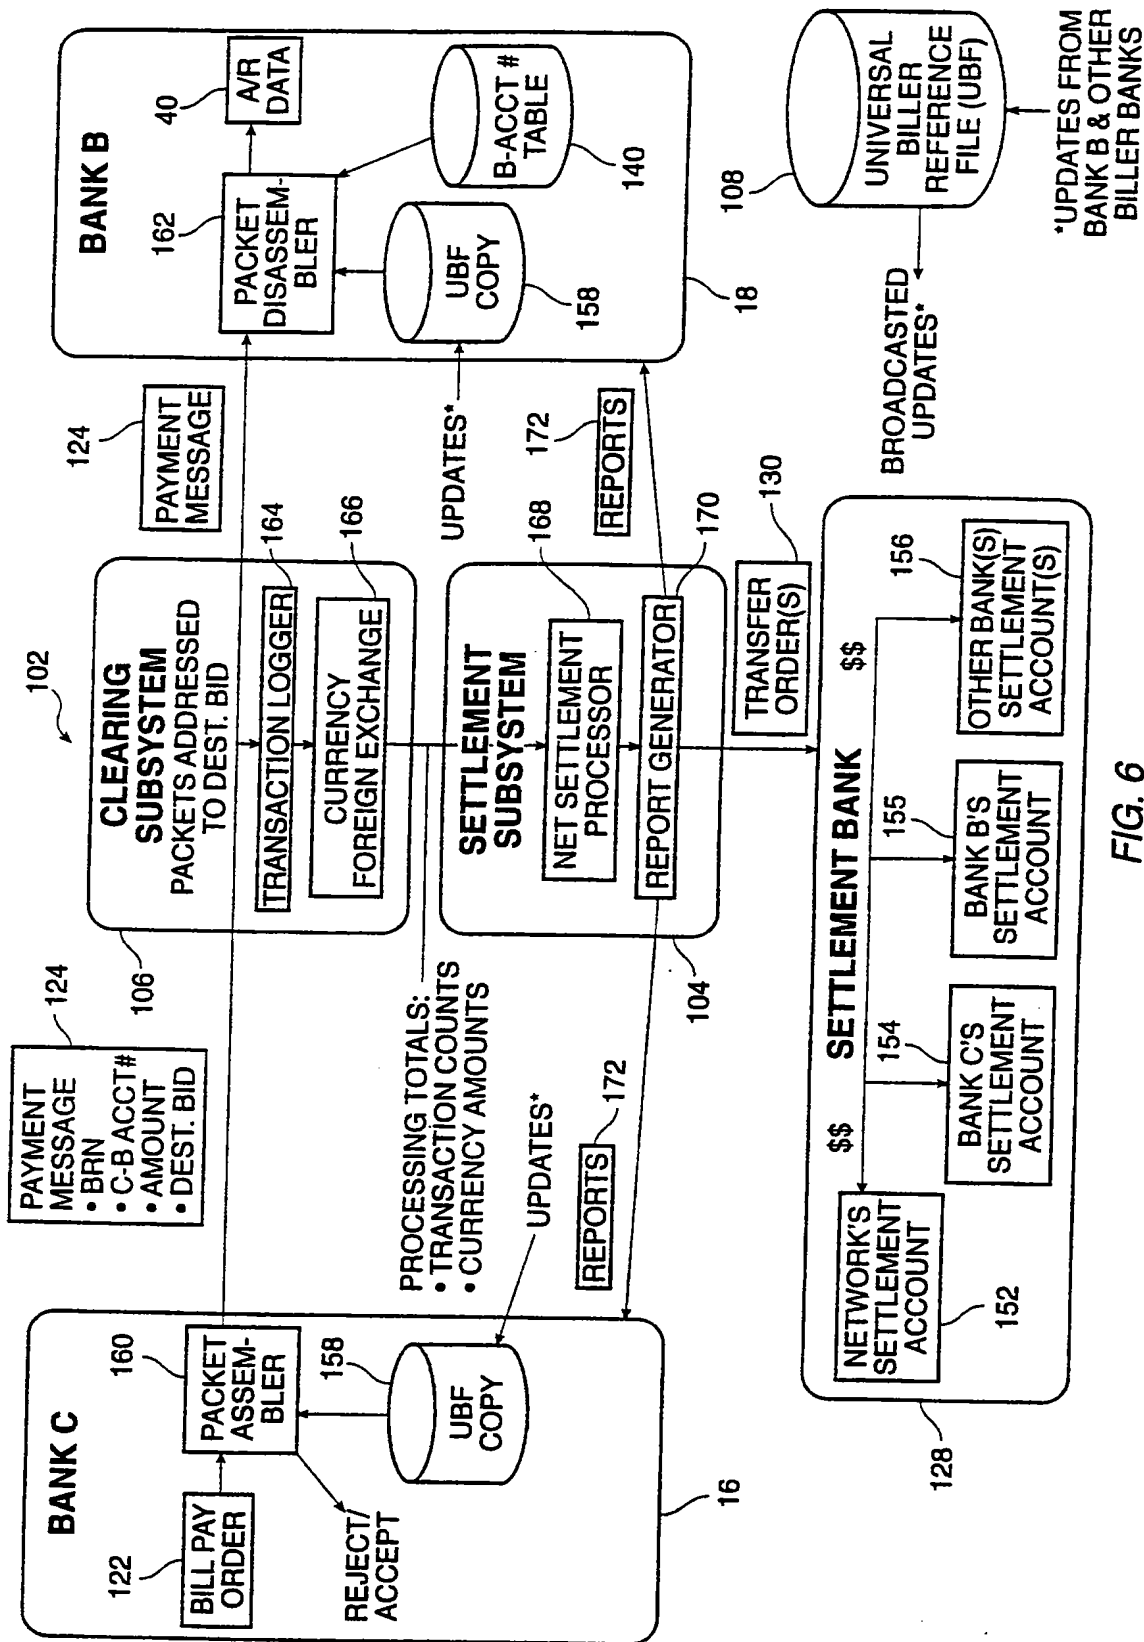 102
BANK C
122
BILL PAY
ORDER
160
PACKET
ASSEM-
BLER
REJECT/
ACCEPT
158
UBF
COPY
16
UPDATES*
124
PAYMENT
MESSAGE
• BRN
• C-B ACCT#
• AMOUNT
• DEST. BID
106
CLEARING
SUBSYSTEM
PACKETS ADDRESSED
TO DEST. BID
TRANSACTION LOGGER
164
CURRENCY
FOREIGN EXCHANGE
166
PROCESSING TOTALS:
• TRANSACTION COUNTS
• CURRENCY AMOUNTS
SETTLEMENT
SUBSYSTEM
NET SETTLEMENT
PROCESSOR
168
REPORT GENERATOR
170
104
REPORTS
172
REPORTS
172
124
PAYMENT
MESSAGE
BANK B
162
PACKET
DISASSEM-
BLER
40
A/R
DATA
UBF
COPY
158
B-ACCT #
TABLE
140
UPDATES*
18
TRANSFER
ORDER(S)
130
SETTLEMENT BANK
$$
$$
NETWORK'S
SETTLEMENT
ACCOUNT
152
154
BANK C'S
SETTLEMENT
ACCOUNT
155
BANK B'S
SETTLEMENT
ACCOUNT
156
OTHER BANK(S)
SETTLEMENT
ACCOUNT(S)
128
108
UNIVERSAL
BILLER
REFERENCE
FILE (UBF)
BROADCASTED
UPDATES*
*UPDATES FROM
BANK B & OTHER
BILLER BANKS
FIG. 6